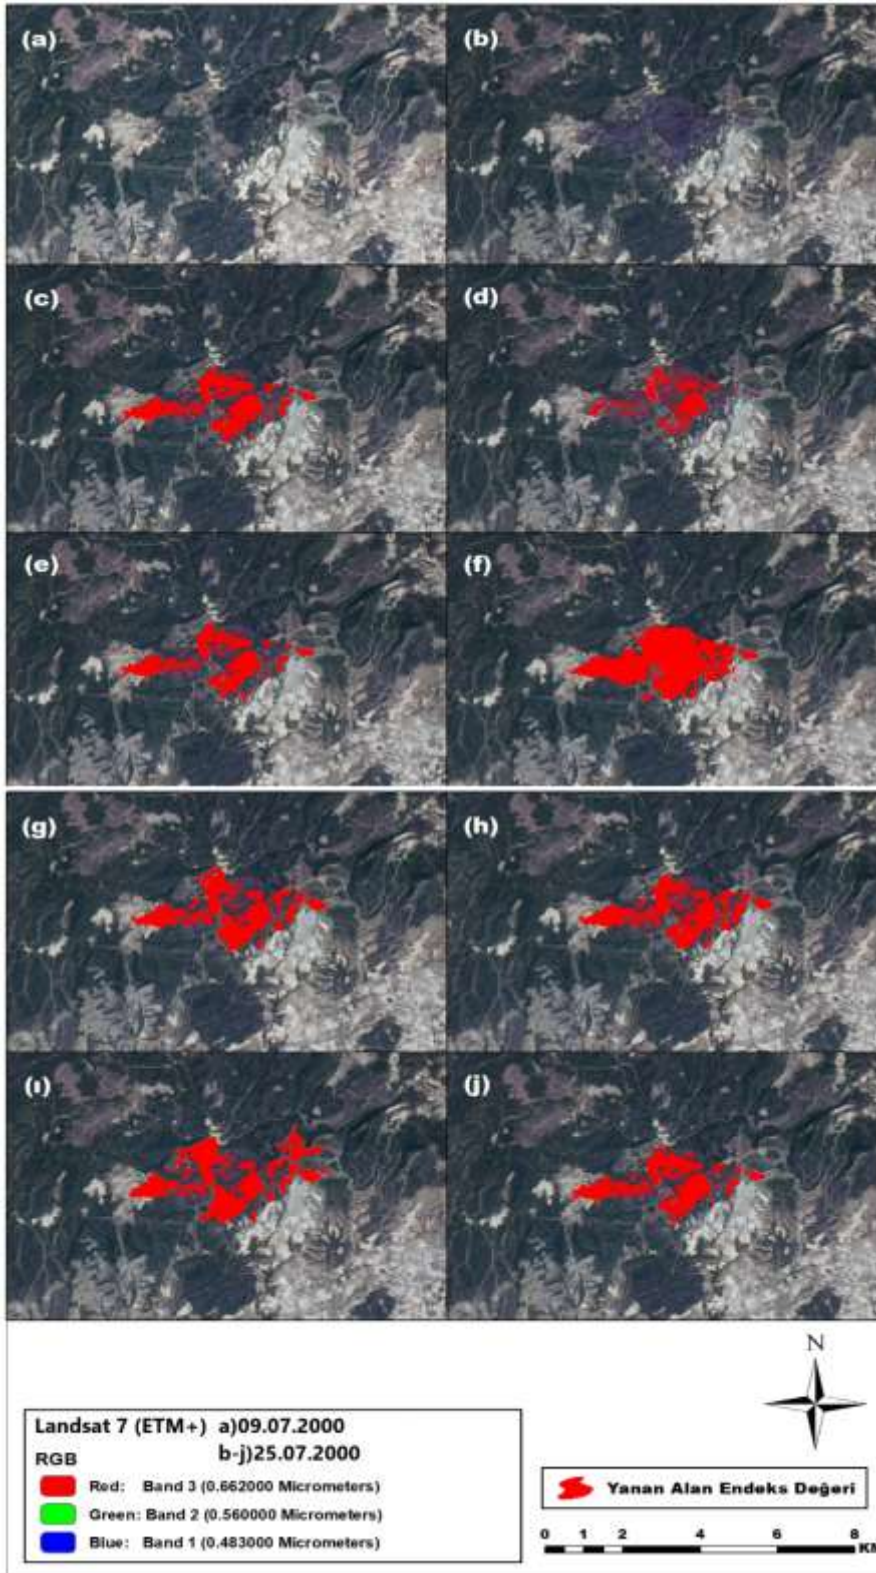 (a)
(b)
(c)
(d)
(e)
(f)
(g)
(h)
(ı)
(j)
N
Landsat 7 (ETM+) a)09.07.2000
b-j)25.07.2000
RGB
Red: Band 3 (0.662000 Micrometers)
Green: Band 2 (0.560000 Micrometers)
Blue: Band 1 (0.483000 Micrometers)
Yanan Alan Endeks Değeri
0 1 2 4 6 8
KM